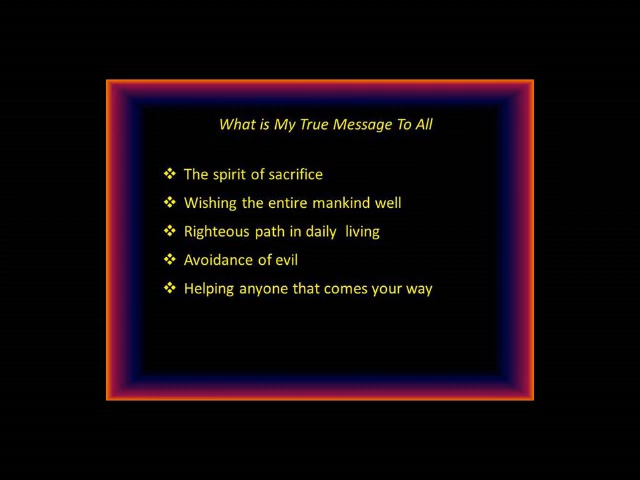 What is My True Message To All
❖ The spirit of sacrifice
❖ Wishing the entire mankind well
❖ Righteous path in daily  living
❖ Avoidance of evil
❖ Helping anyone that comes your way